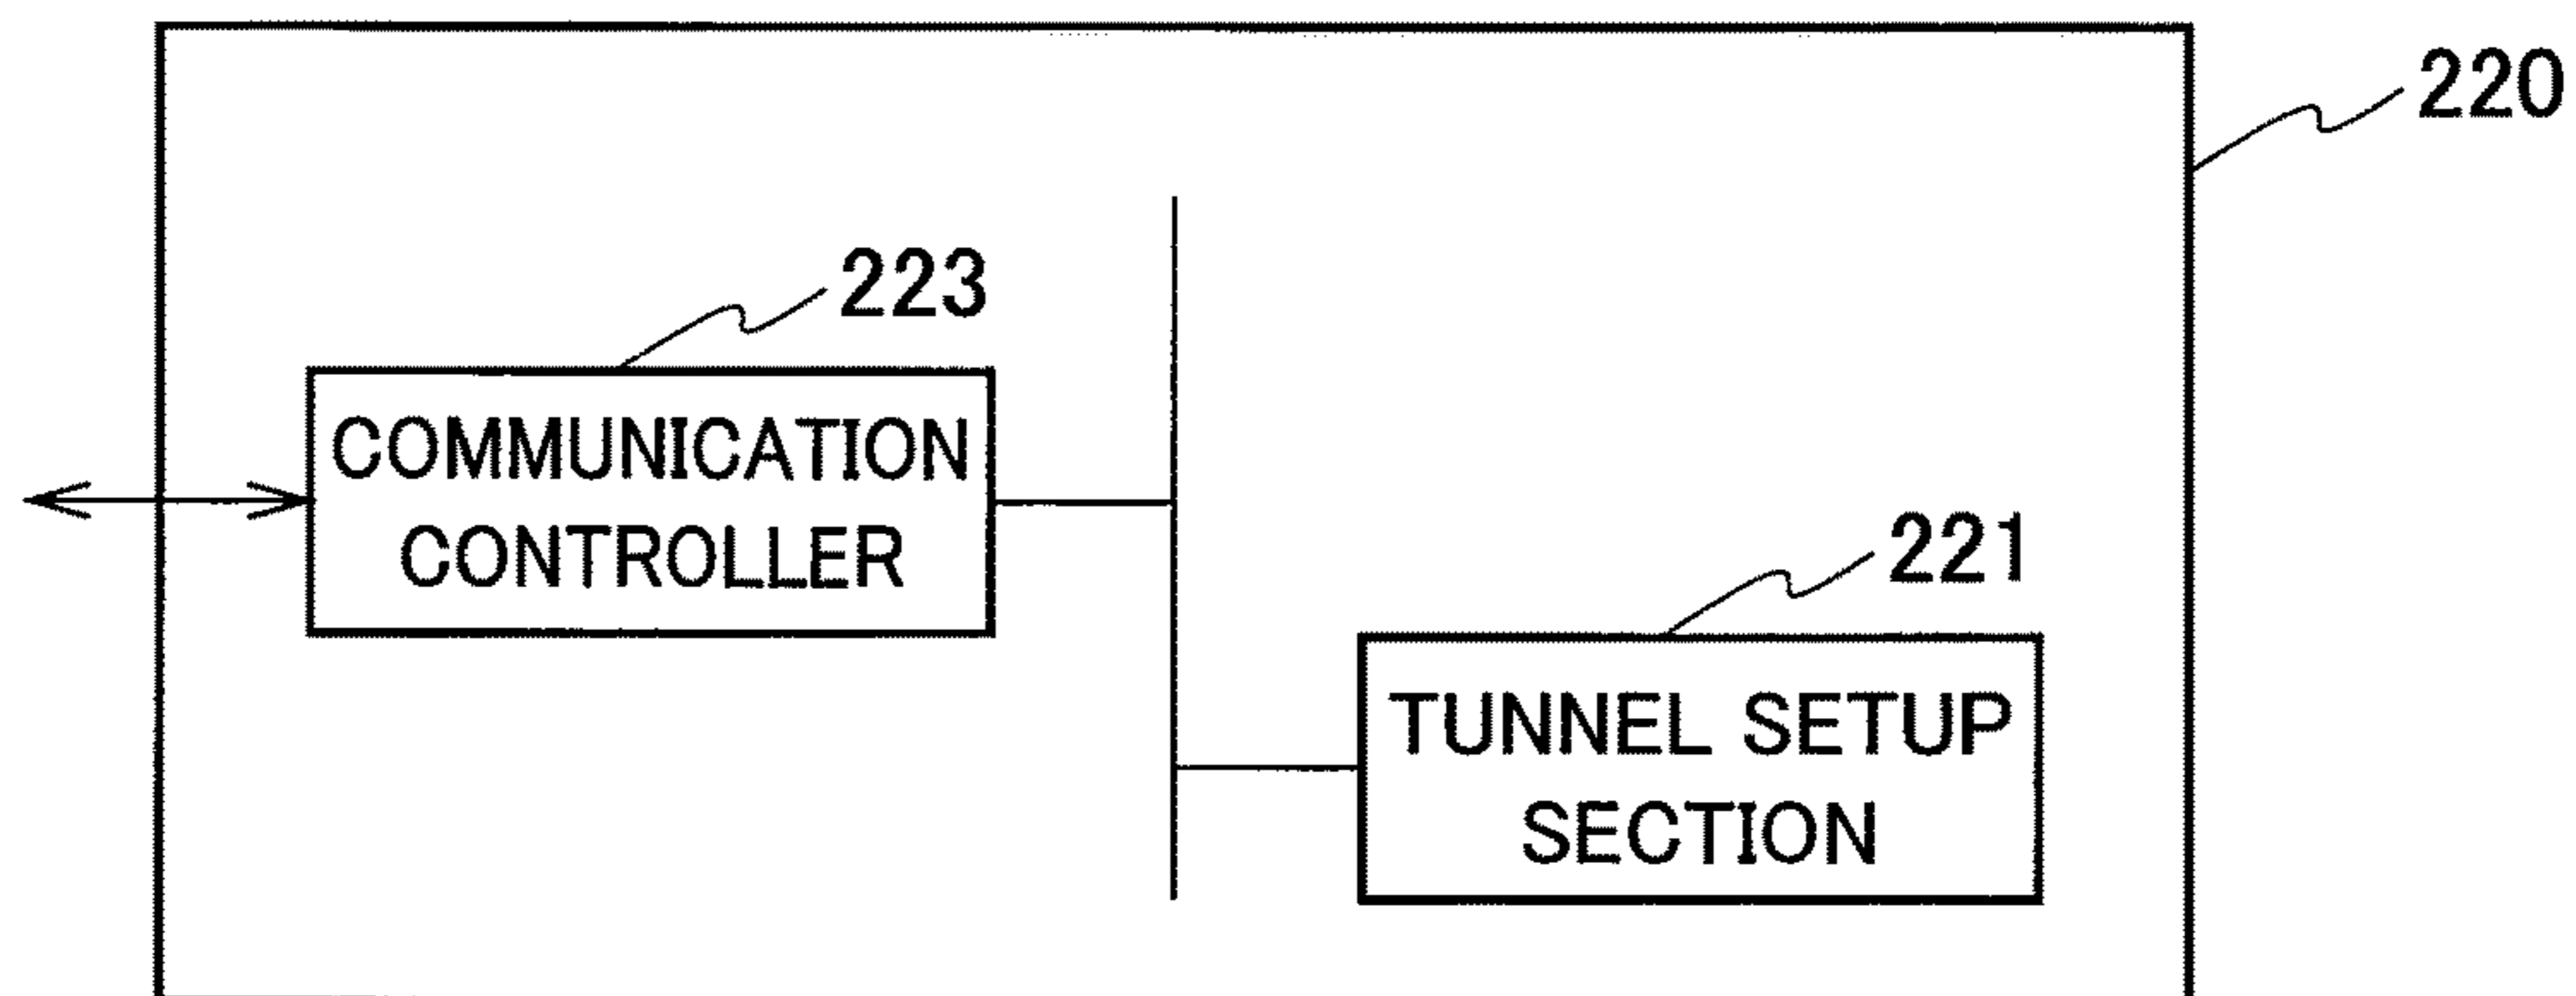 220
223
COMMUNICATION
CONTROLLER
221
TUNNEL SETUP
SECTION